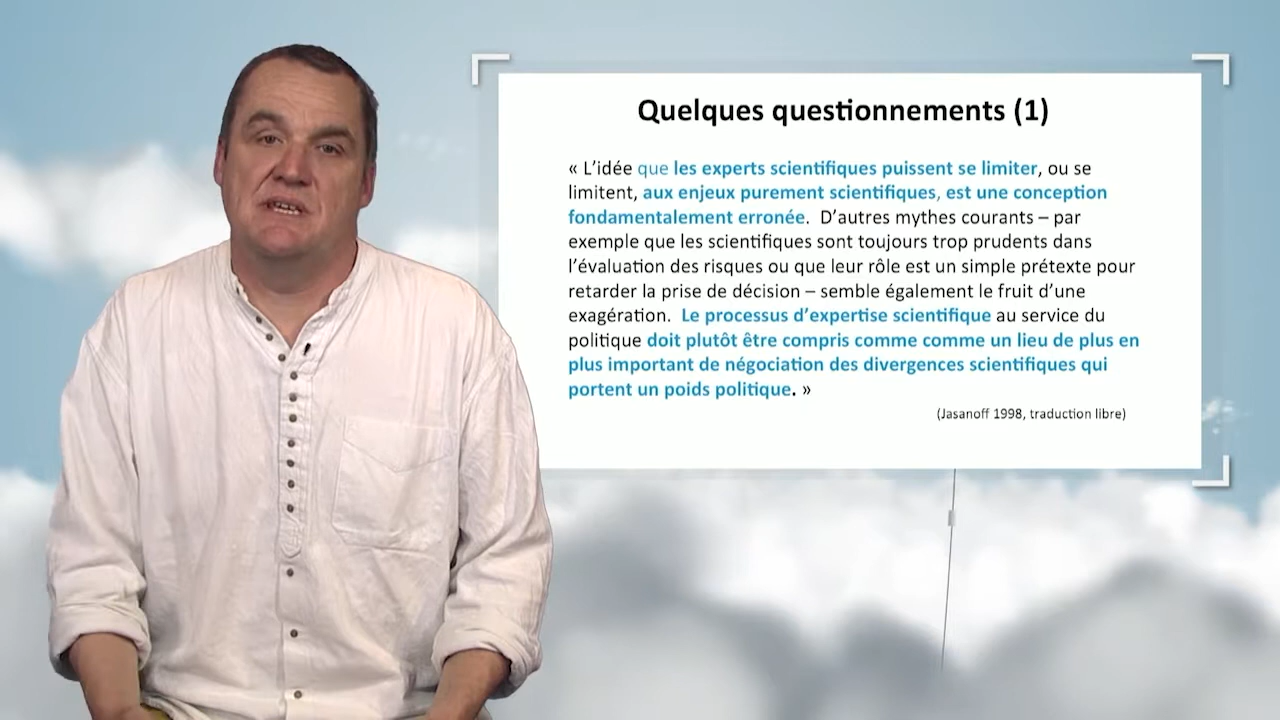 Quelques questionnements (1)
« L’idée que les experts scientifiques puissent se limiter, ou se
limitent, aux enjeux purement scientifiques, est une conception
fondamentalement erronée.  D’autres mythes courants – par
exemple que les scientifiques sont toujours trop prudents dans
l’évaluation des risques ou que leur rôle est un simple prétexte pour
retarder la prise de décision – semble également le fruit d’une
exagération.  Le processus d’expertise scientifique au service du
politique doit plutôt être compris comme comme un lieu de plus en
plus important de négociation des divergences scientifiques qui
portent un poids politique. »
(Jasanoff 1998, traduction libre)